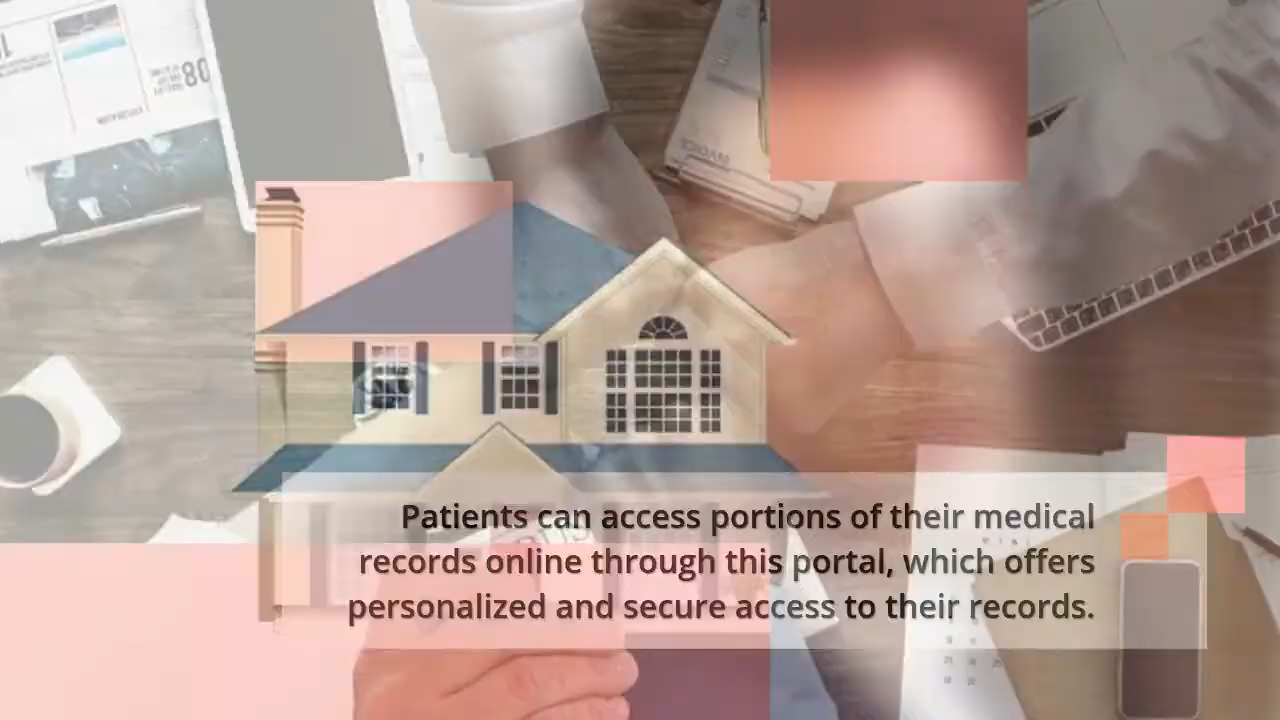 Patients can access portions of their medical
records online through this portal, which offers
personalized and secure access to their records.